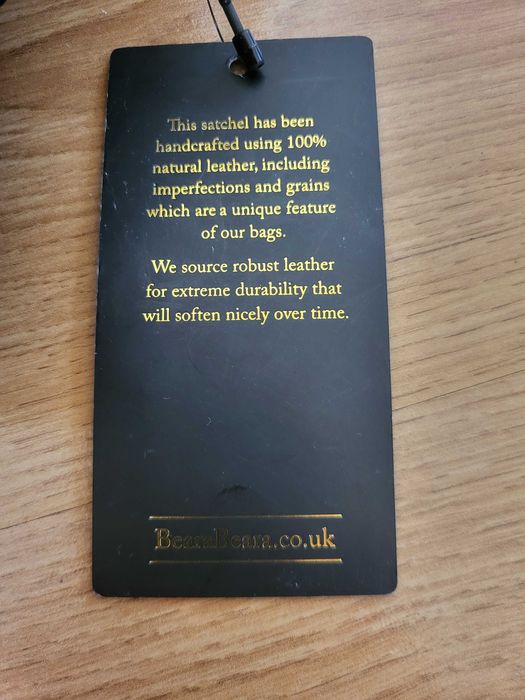 This satchel has been
handcrafted using 100%
natural leather, including
imperfections and grains
which are a unique feature
of our bags.
We source robust leather
for extreme durability that
will soften nicely over time.
BearaBeara.co.uk